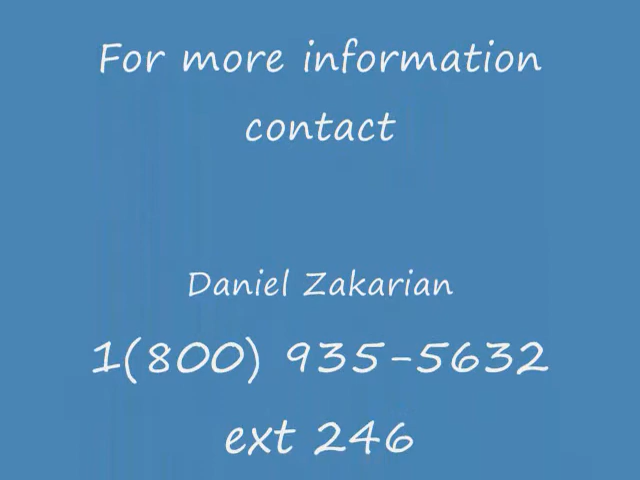 For more information
contact
Daniel Zakarian
1(800) 935-5632
ext 246